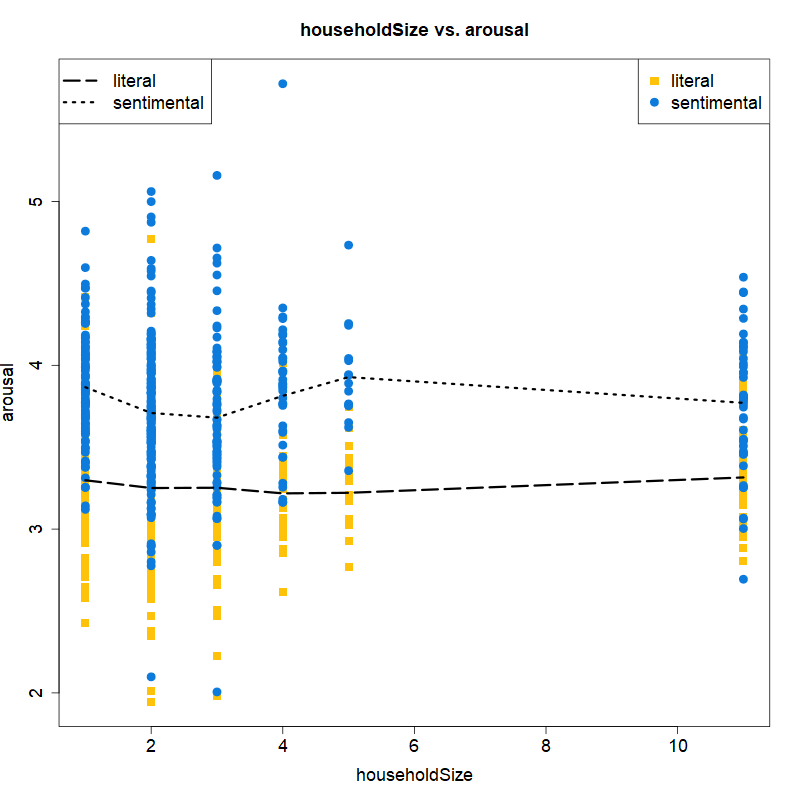 householdSize vs. arousal
literal
sentimental
literal
sentimental
5
4
3
2
arousal
2
4
6
8
10
householdSize